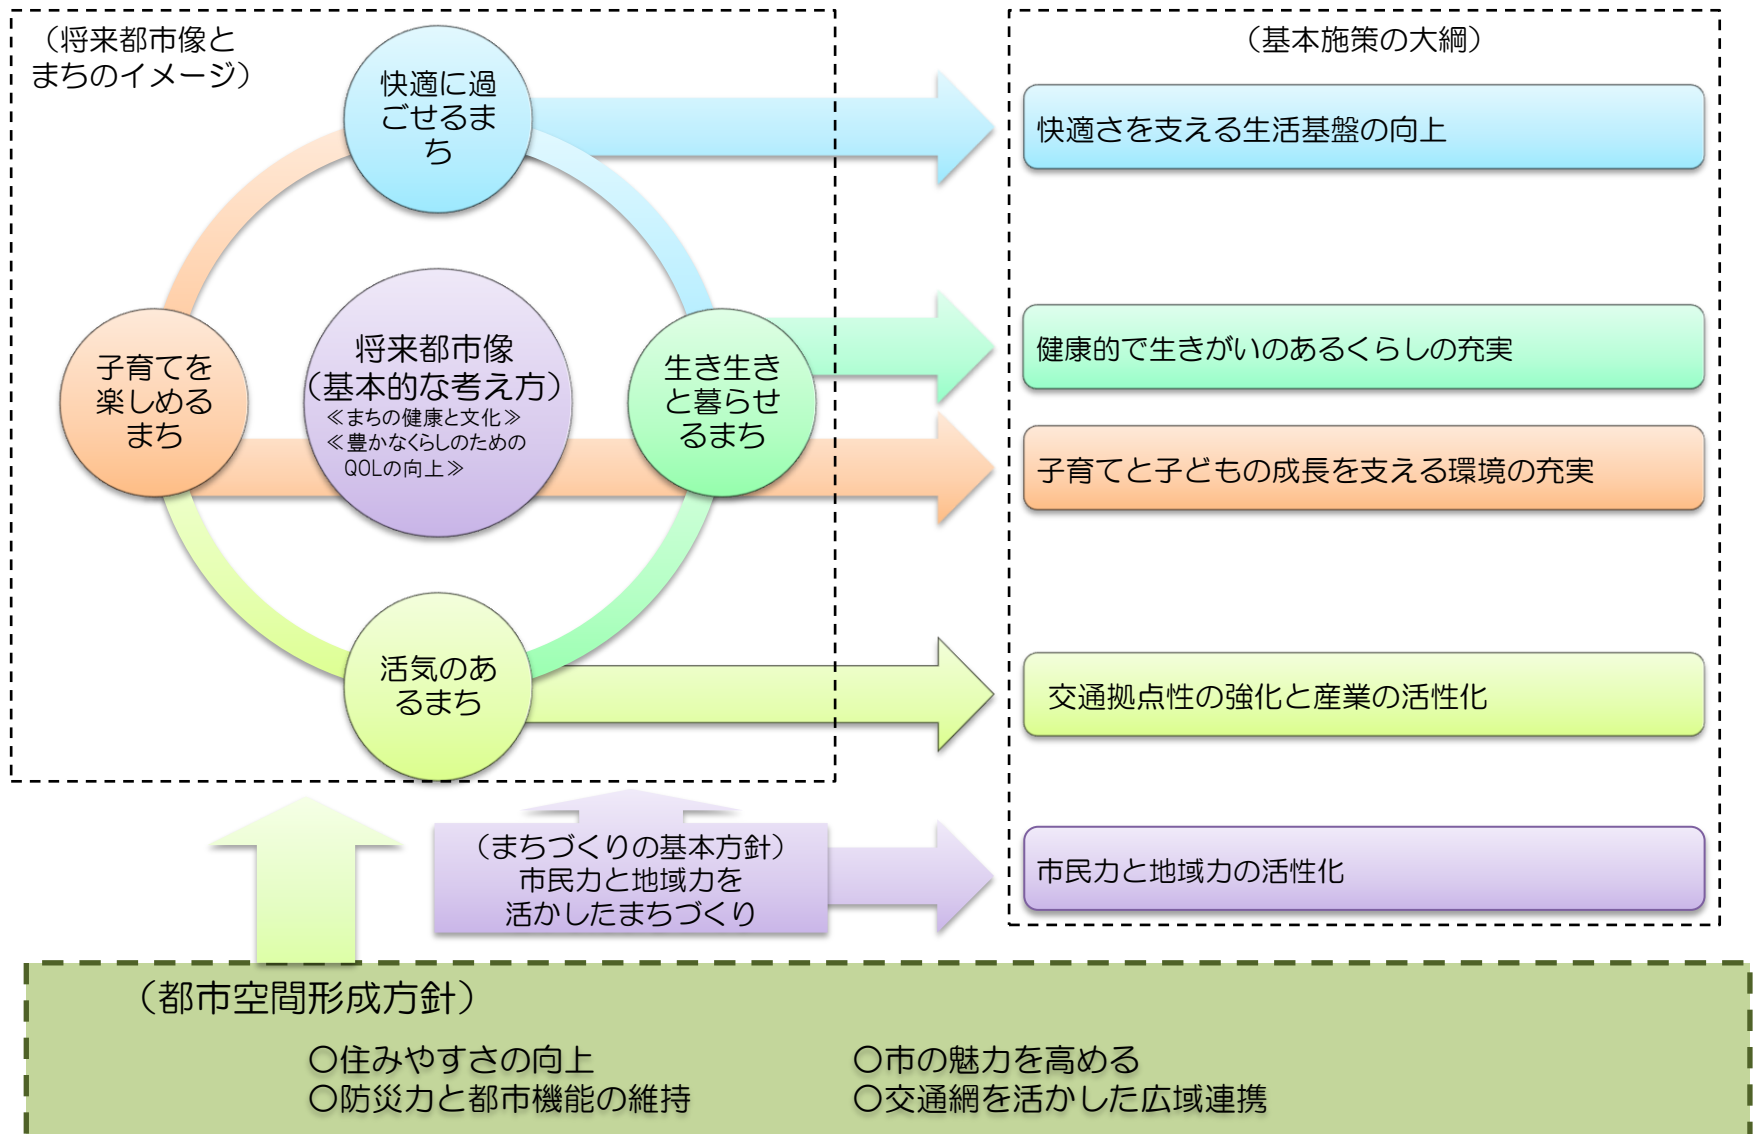 （将来都市像と
まちのイメージ）
快適に過
ごせるま
ち
子育てを
楽しめる
まち
将来都市像
（基本的な考え方）
≪まちの健康と文化≫
≪豊かなくらしのための
QOLの向上≫
生き生き
と暮らせ
るまち
活気のあ
るまち
（基本施策の大綱）
快適さを支える生活基盤の向上
健康的で生きがいのあるくらしの充実
子育てと子どもの成長を支える環境の充実
交通拠点性の強化と産業の活性化
市民力と地域力の活性化
（まちづくりの基本方針）
市民力と地域力を
活かしたまちづくり
（都市空間形成方針）
〇住みやすさの向上
〇防災力と都市機能の維持
〇市の魅力を高める
〇交通網を活かした広域連携